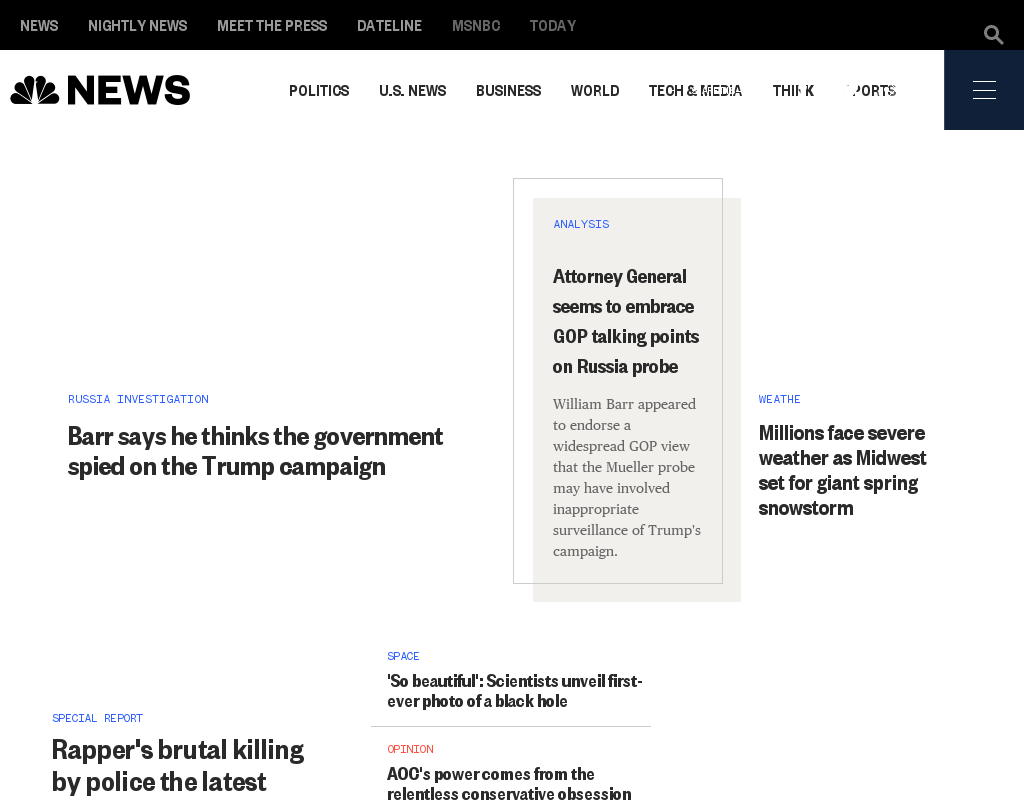 NEWS NIGHTLY NEWS MEET THE PRESS DATELINE MSNBC TODAY
NEWS POLITICS U.S. NEWS BUSINESS WORLD TECH & MEDIA THINK SPORTS
ANALYSIS
Attorney General
seems to embrace
GOP talking points
on Russia probe
William Barr appeared
to endorse a
widespread GOP view
that the Mueller probe
may have involved
inappropriate
surveillance of Trump's
campaign.
RUSSIA INVESTIGATION
Barr says he thinks the government
spied on the Trump campaign
WEATHE
Millions face severe
weather as Midwest
set for giant spring
snowstorm
SPACE
'So beautiful': Scientists unveil first-
ever photo of a black hole
SPECIAL REPORT
Rapper's brutal killing
by police the latest
OPINION
AOC's power comes from the
relentless conservative obsession